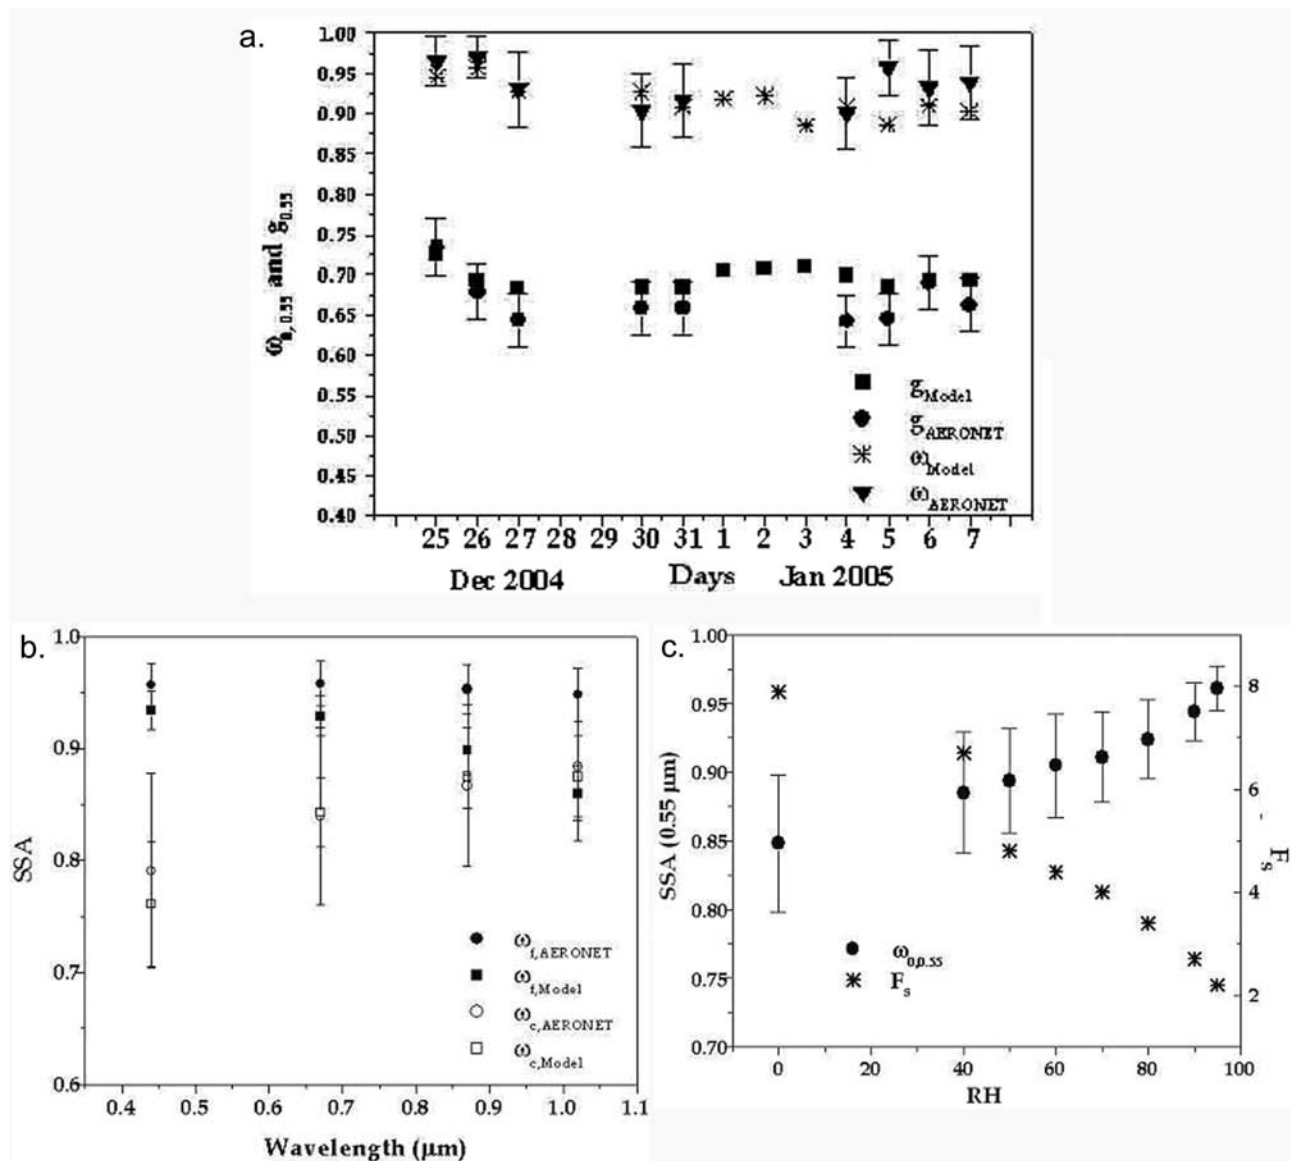 a.
1.00
0.95
0.90
0.85
0.80
0.75
0.70
0.65
0.60
0.55
0.50
0.45
0.40
ω0, 0.55 and g0.55
gModel
gAERONET
ωModel
ωAERONET
25 26 27 28 29 30 31 1 2 3 4 5 6 7
Dec 2004 Days Jan 2005
b.
1.0
0.9
0.8
0.7
0.6
SSA
ωf,AERONET
ωf,Model
ωc,AERONET
ωc,Model
0.4 0.5 0.6 0.7 0.8 0.9 1.0 1.1
Wavelength (μm)
c.
1.00
0.95
0.90
0.85
0.80
0.75
0.70
SSA (0.55 μm)
ω0,0.55
Fs
8
6
4
2
- Fs
0 20 40 60 80 100
RH